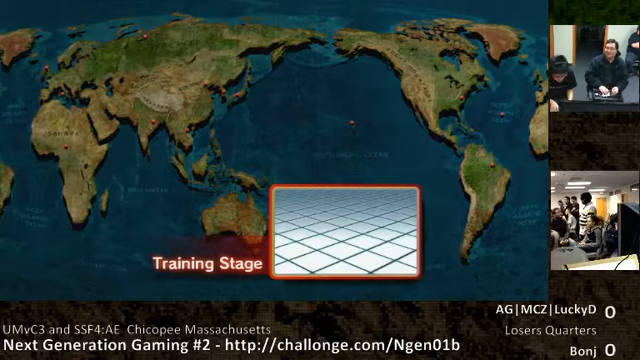 Training Stage
AG|MCZ|LuckyD 0
Losers Quarters
Bonj 0
UMvC3 and SSF4:AE Chicopee Massachusetts
Next Generation Gaming #2 - http://challonge.com/Ngen01b